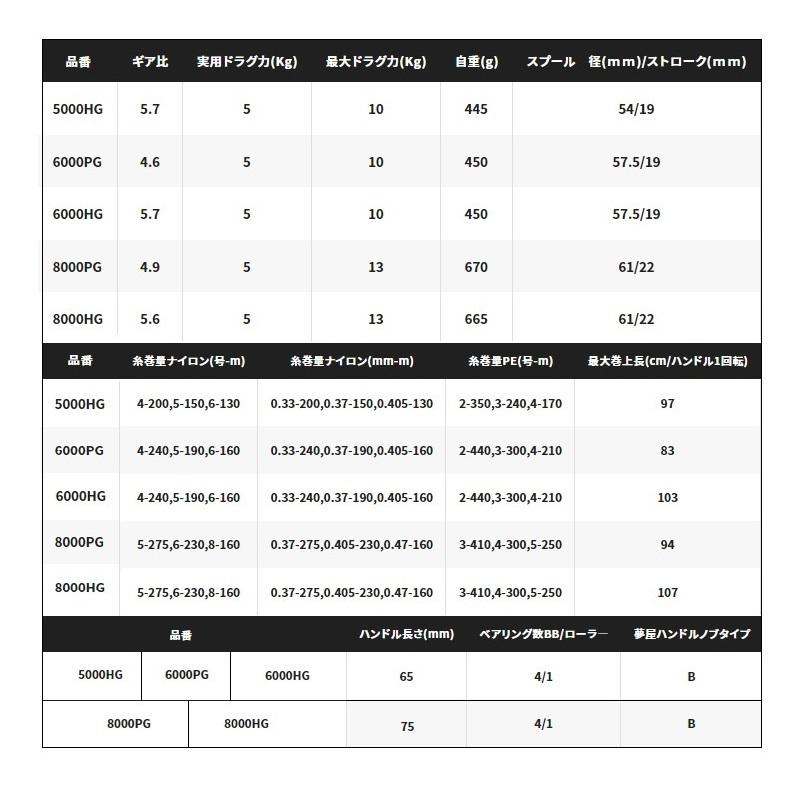 品番 ギア比 実用ドラグ力(Kg) 最大ドラグ力(Kg) 自重(g) スプール 径(mm)/ストローク(mm)
5000HG 5.7 5 10 445 54/19
6000PG 4.6 5 10 450 57.5/19
6000HG 5.7 5 10 450 57.5/19
8000PG 4.9 5 13 670 61/22
8000HG 5.6 5 13 665 61/22
品番 糸巻量ナイロン(号-m) 糸巻量ナイロン(mm-m) 糸巻量PE(号-m) 最大巻上長(cm/ハンドル1回転)
5000HG 4-200,5-150,6-130 0.33-200,0.37-150,0.405-130 2-350,3-240,4-170 97
6000PG 4-240,5-190,6-160 0.33-240,0.37-190,0.405-160 2-440,3-300,4-210 83
6000HG 4-240,5-190,6-160 0.33-240,0.37-190,0.405-160 2-440,3-300,4-210 103
8000PG 5-275,6-230,8-160 0.37-275,0.405-230,0.47-160 3-410,4-300,5-250 94
8000HG 5-275,6-230,8-160 0.37-275,0.405-230,0.47-160 3-410,4-300,5-250 107
品番 ハンドル長さ(mm) ベアリング数BB/ローラー 夢屋ハンドルノブタイプ
5000HG 6000PG 6000HG 65 4/1 B
8000PG 8000HG 75 4/1 B